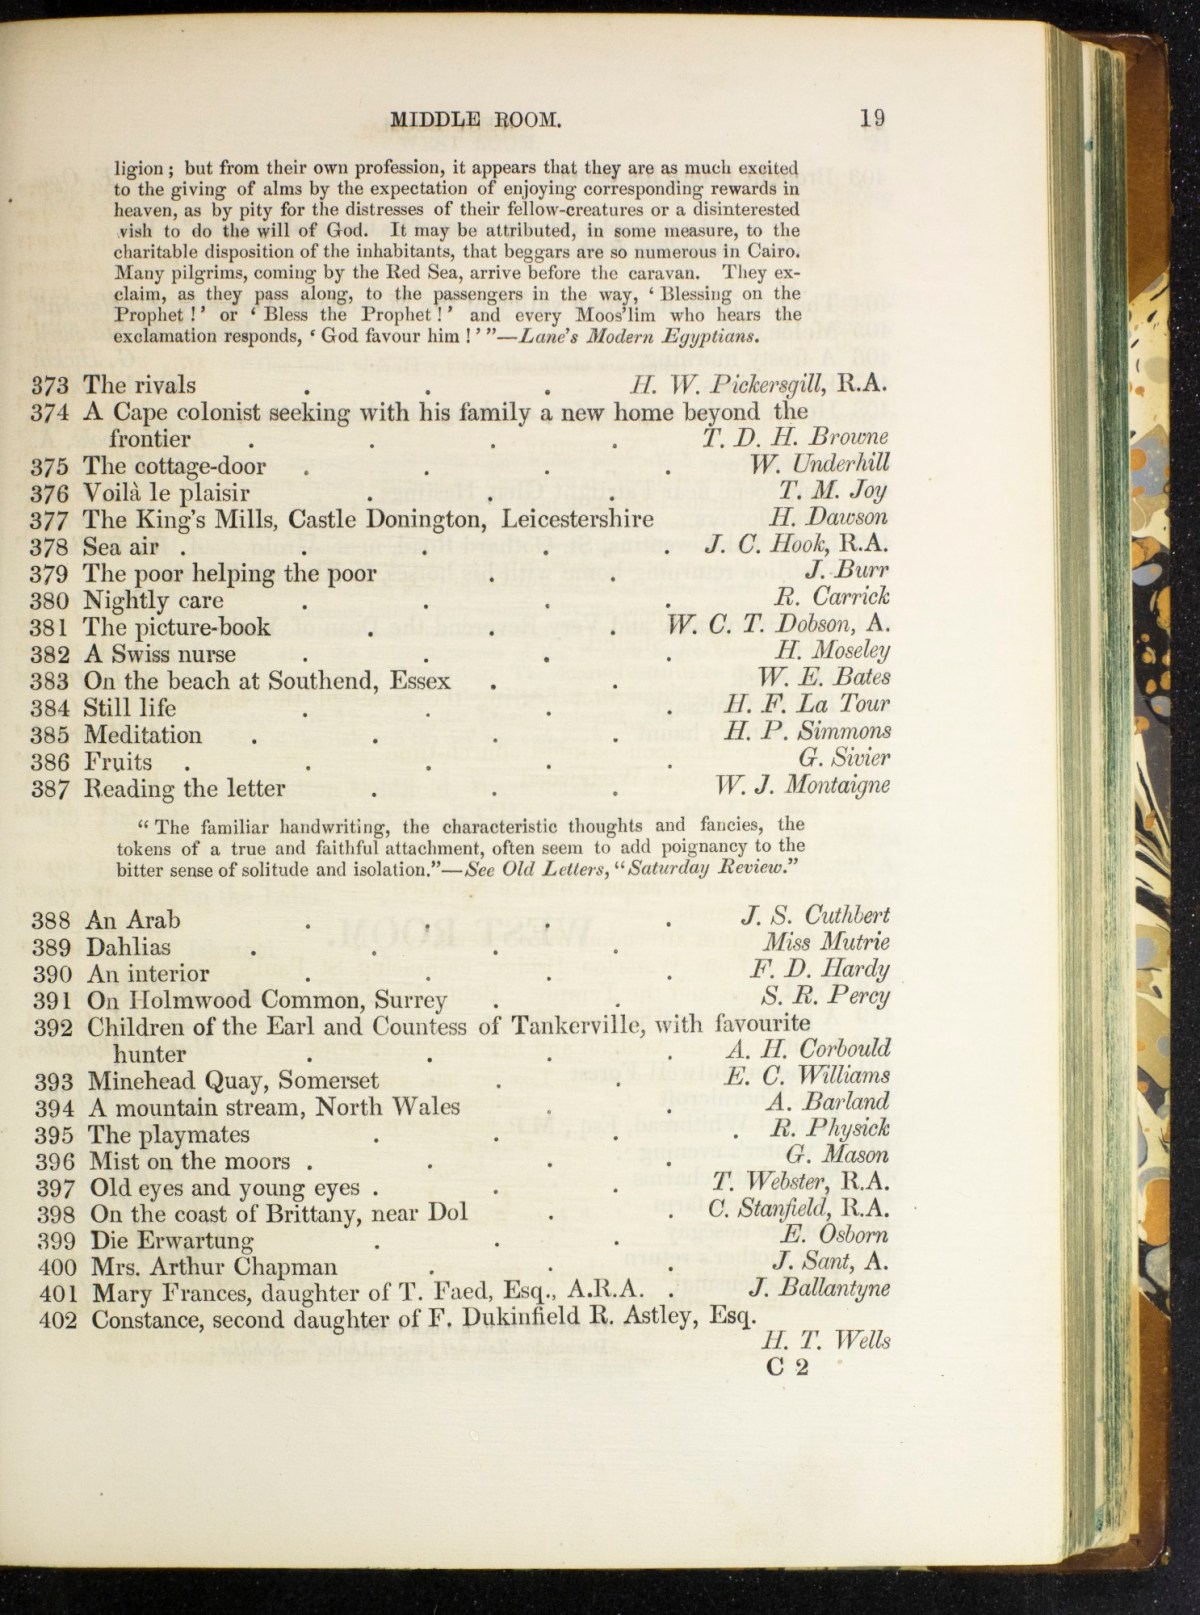 MIDDLE ROOM. 19
ligion ; but from their own profession, it appears that they are as much excited
to the giving of alms by the expectation of enjoying corresponding rewards in
heaven, as by pity for the distresses of their fellow-creatures or a disinterested
vish to do the will of God. It may be attributed, in some measure, to the
charitable disposition of the inhabitants, that beggars are so numerous in Cairo.
Many pilgrims, coming by the Red Sea, arrive before the caravan. They ex-
claim, as they pass along, to the passengers in the way, ‘ Blessing on the
Prophet !’ or ‘ Bless the Prophet !’ and every Moos’lim who hears the
exclamation responds, ‘ God favour him !’ ”—Lane’s Modern Egyptians.
373 The rivals . . . H. W. Pickersgill, R.A.
374 A Cape colonist seeking with his family a new home beyond the
frontier . . . . T. D. H. Browne
375 The cottage-door . . . . W. Underhill
376 Voilà le plaisir . . . T. M. Joy
377 The King’s Mills, Castle Donington, Leicestershire H. Dawson
378 Sea air . . . . . J. C. Hook, R.A.
379 The poor helping the poor . . J. Burr
380 Nightly care . . . . R. Carrick
381 The picture-book . . . W. C. T. Dobson, A.
382 A Swiss nurse . . . . H. Moseley
383 On the beach at Southend, Essex . . W. E. Bates
384 Still life . . . . H. F. La Tour
385 Meditation . . . . H. P. Simmons
386 Fruits . . . . . G. Sivier
387 Reading the letter . . . W. J. Montaigne
“ The familiar handwriting, the characteristic thoughts and fancies, the
tokens of a true and faithful attachment, often seem to add poignancy to the
bitter sense of solitude and isolation.”—See Old Letters, “Saturday Review.”
388 An Arab . . . . J. S. Cuthbert
389 Dahlias . . . . Miss Mutrie
390 An interior . . . . F. D. Hardy
391 On Holmwood Common, Surrey . . S. R. Percy
392 Children of the Earl and Countess of Tankerville, with favourite
hunter . . . . A. H. Corbould
393 Minehead Quay, Somerset . . E. C. Williams
394 A mountain stream, North Wales . . A. Barland
395 The playmates . . . . R. Physick
396 Mist on the moors . . . . G. Mason
397 Old eyes and young eyes . . . T. Webster, R.A.
398 On the coast of Brittany, near Dol . . C. Stanfield, R.A.
399 Die Erwartung . . . E. Osborn
400 Mrs. Arthur Chapman . . . J. Sant, A.
401 Mary Frances, daughter of T. Faed, Esq., A.R.A. . J. Ballantyne
402 Constance, second daughter of F. Dukinfield R. Astley, Esq.
H. T. Wells
C 2